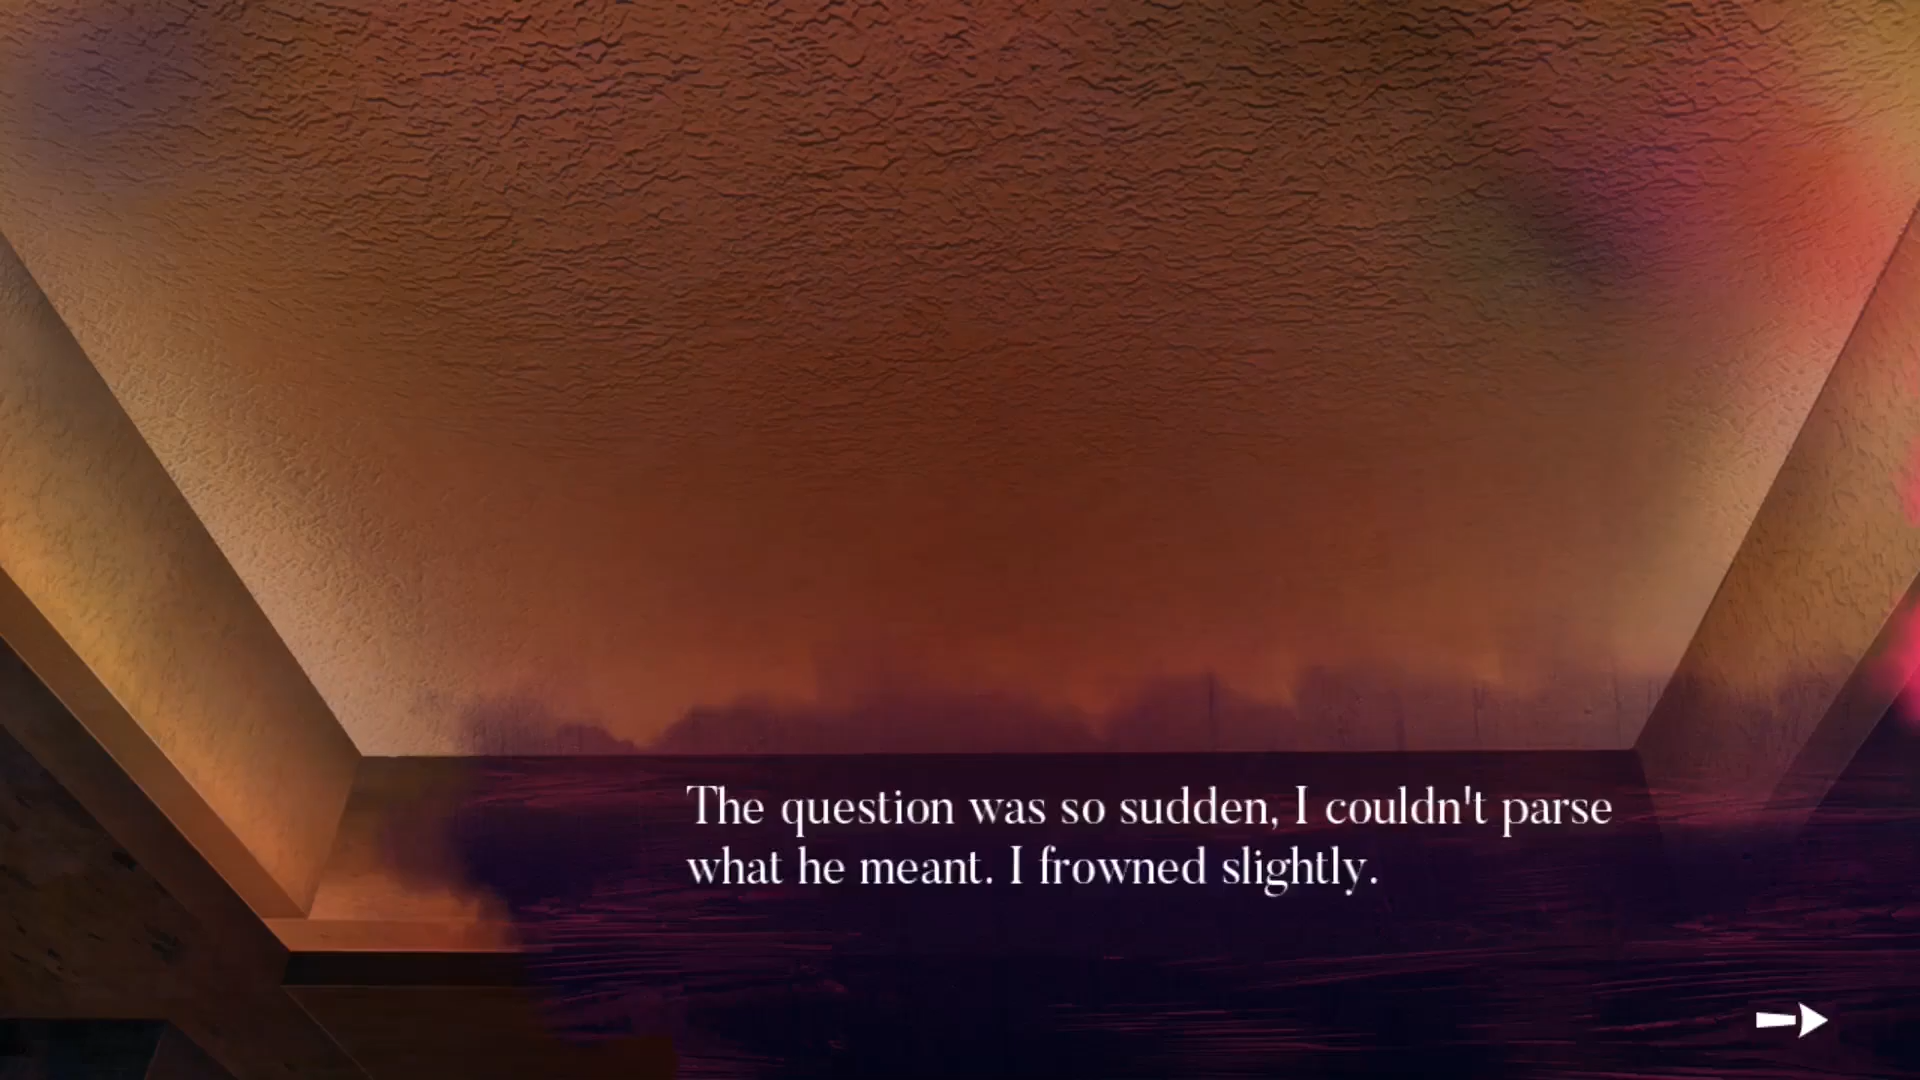 The question was so sudden, I couldn't parse
what he meant. I frowned slightly.